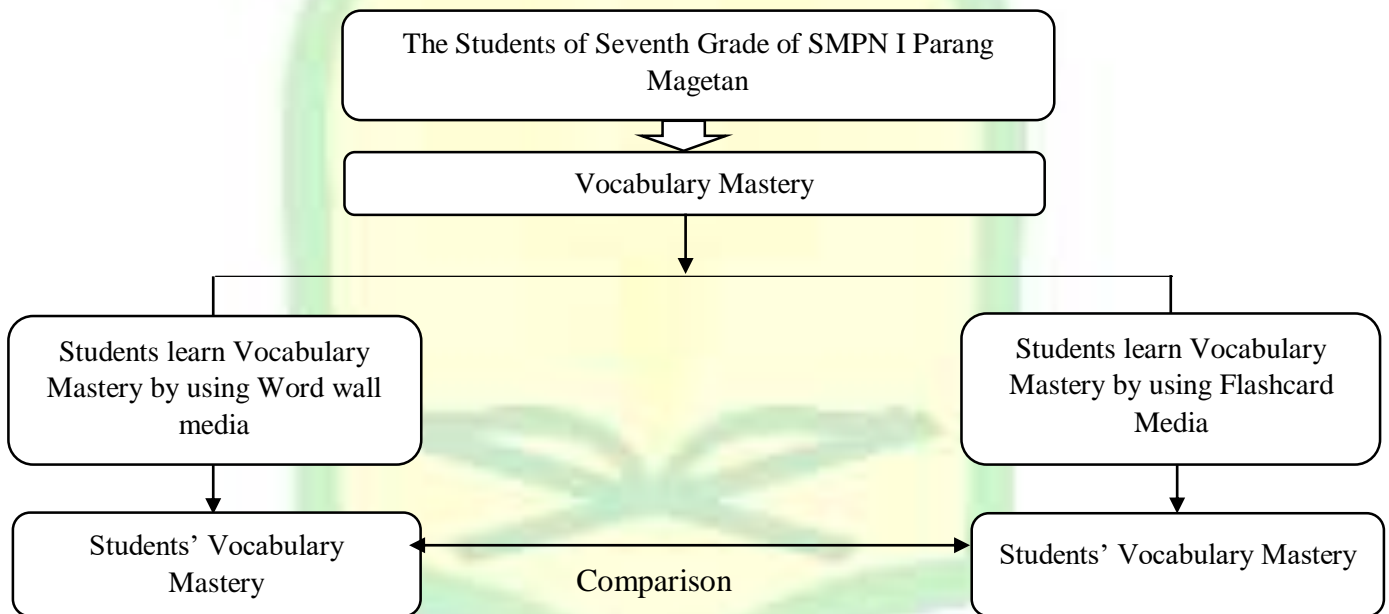 The Students of Seventh Grade of SMPN I Parang
Magetan
Vocabulary Mastery
Students learn Vocabulary
Mastery by using Word wall
media
Students learn Vocabulary
Mastery by using Flashcard
Media
Students’ Vocabulary
Mastery
Comparison
Students’ Vocabulary Mastery